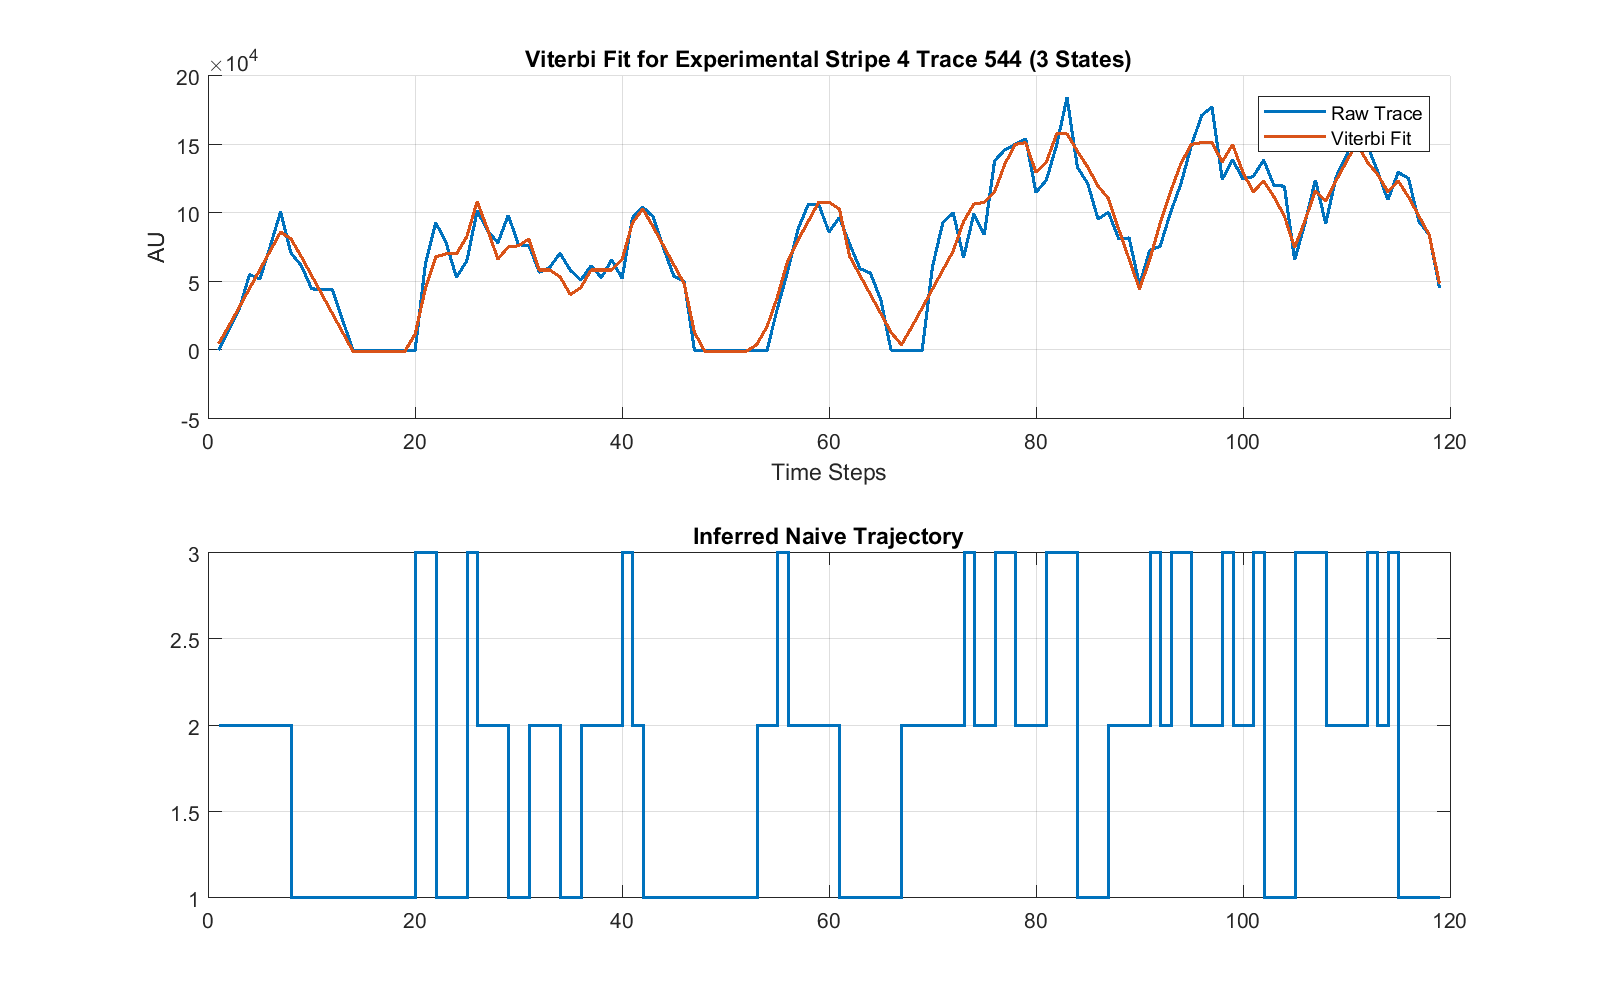 Viterbi Fit for Experimental Stripe 4 Trace 544 (3 States)
×10⁴
20
15
10
5
0
-5
AU
Raw Trace
Viterbi Fit
0 20 40 60 80 100 120
Time Steps
Inferred Naive Trajectory
3
2.5
2
1.5
1
0 20 40 60 80 100 120